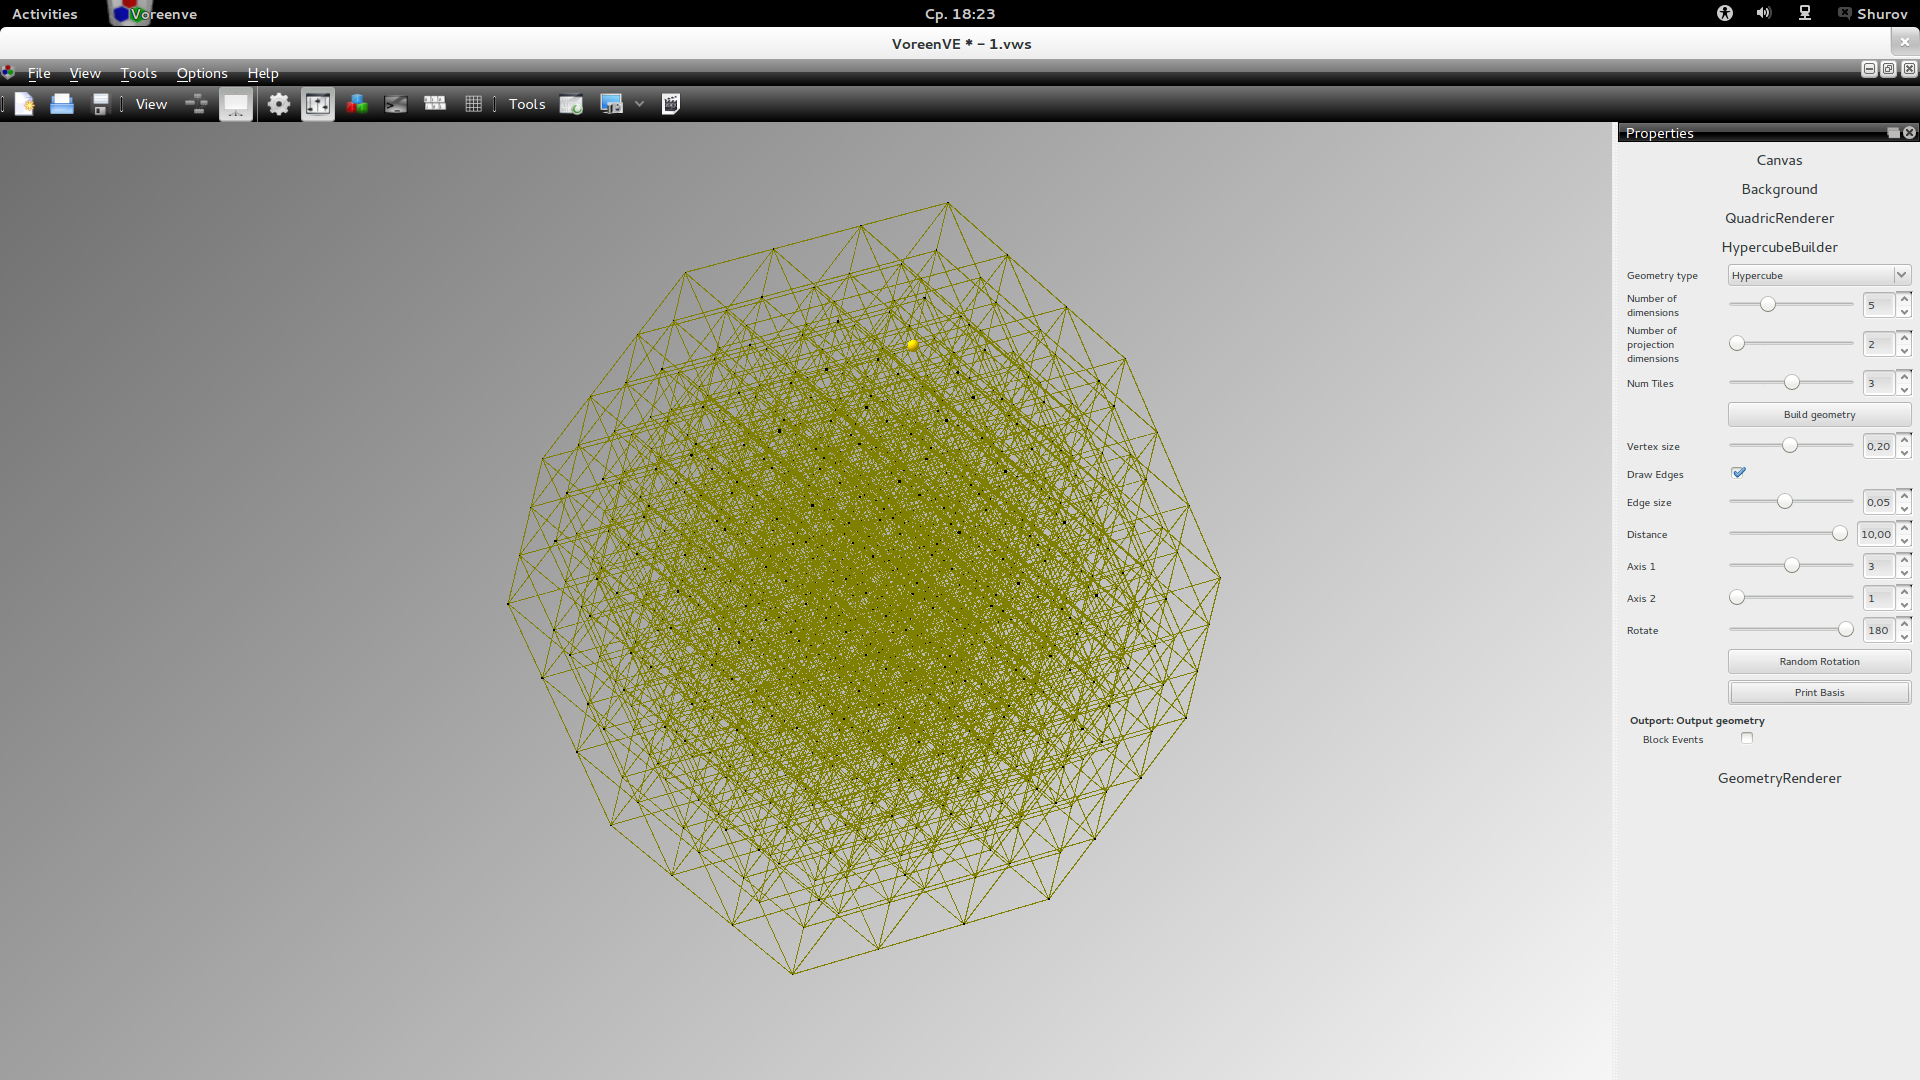 Activities Voreenve Ср. 18:23 Shurov
VoreenVE * – 1.vws
File View Tools Options Help
View Tools
Properties
Canvas
Background
QuadricRenderer
HypercubeBuilder
Geometry type Hypercube
Number of
dimensions 5
Number of
projection
dimensions 2
Num Tiles 3
Build geometry
Vertex size 0,20
Draw Edges
Edge size 0,05
Distance 10,00
Axis 1 3
Axis 2 1
Rotate 180
Random Rotation
Print Basis
Outport: Output geometry
Block Events
GeometryRenderer